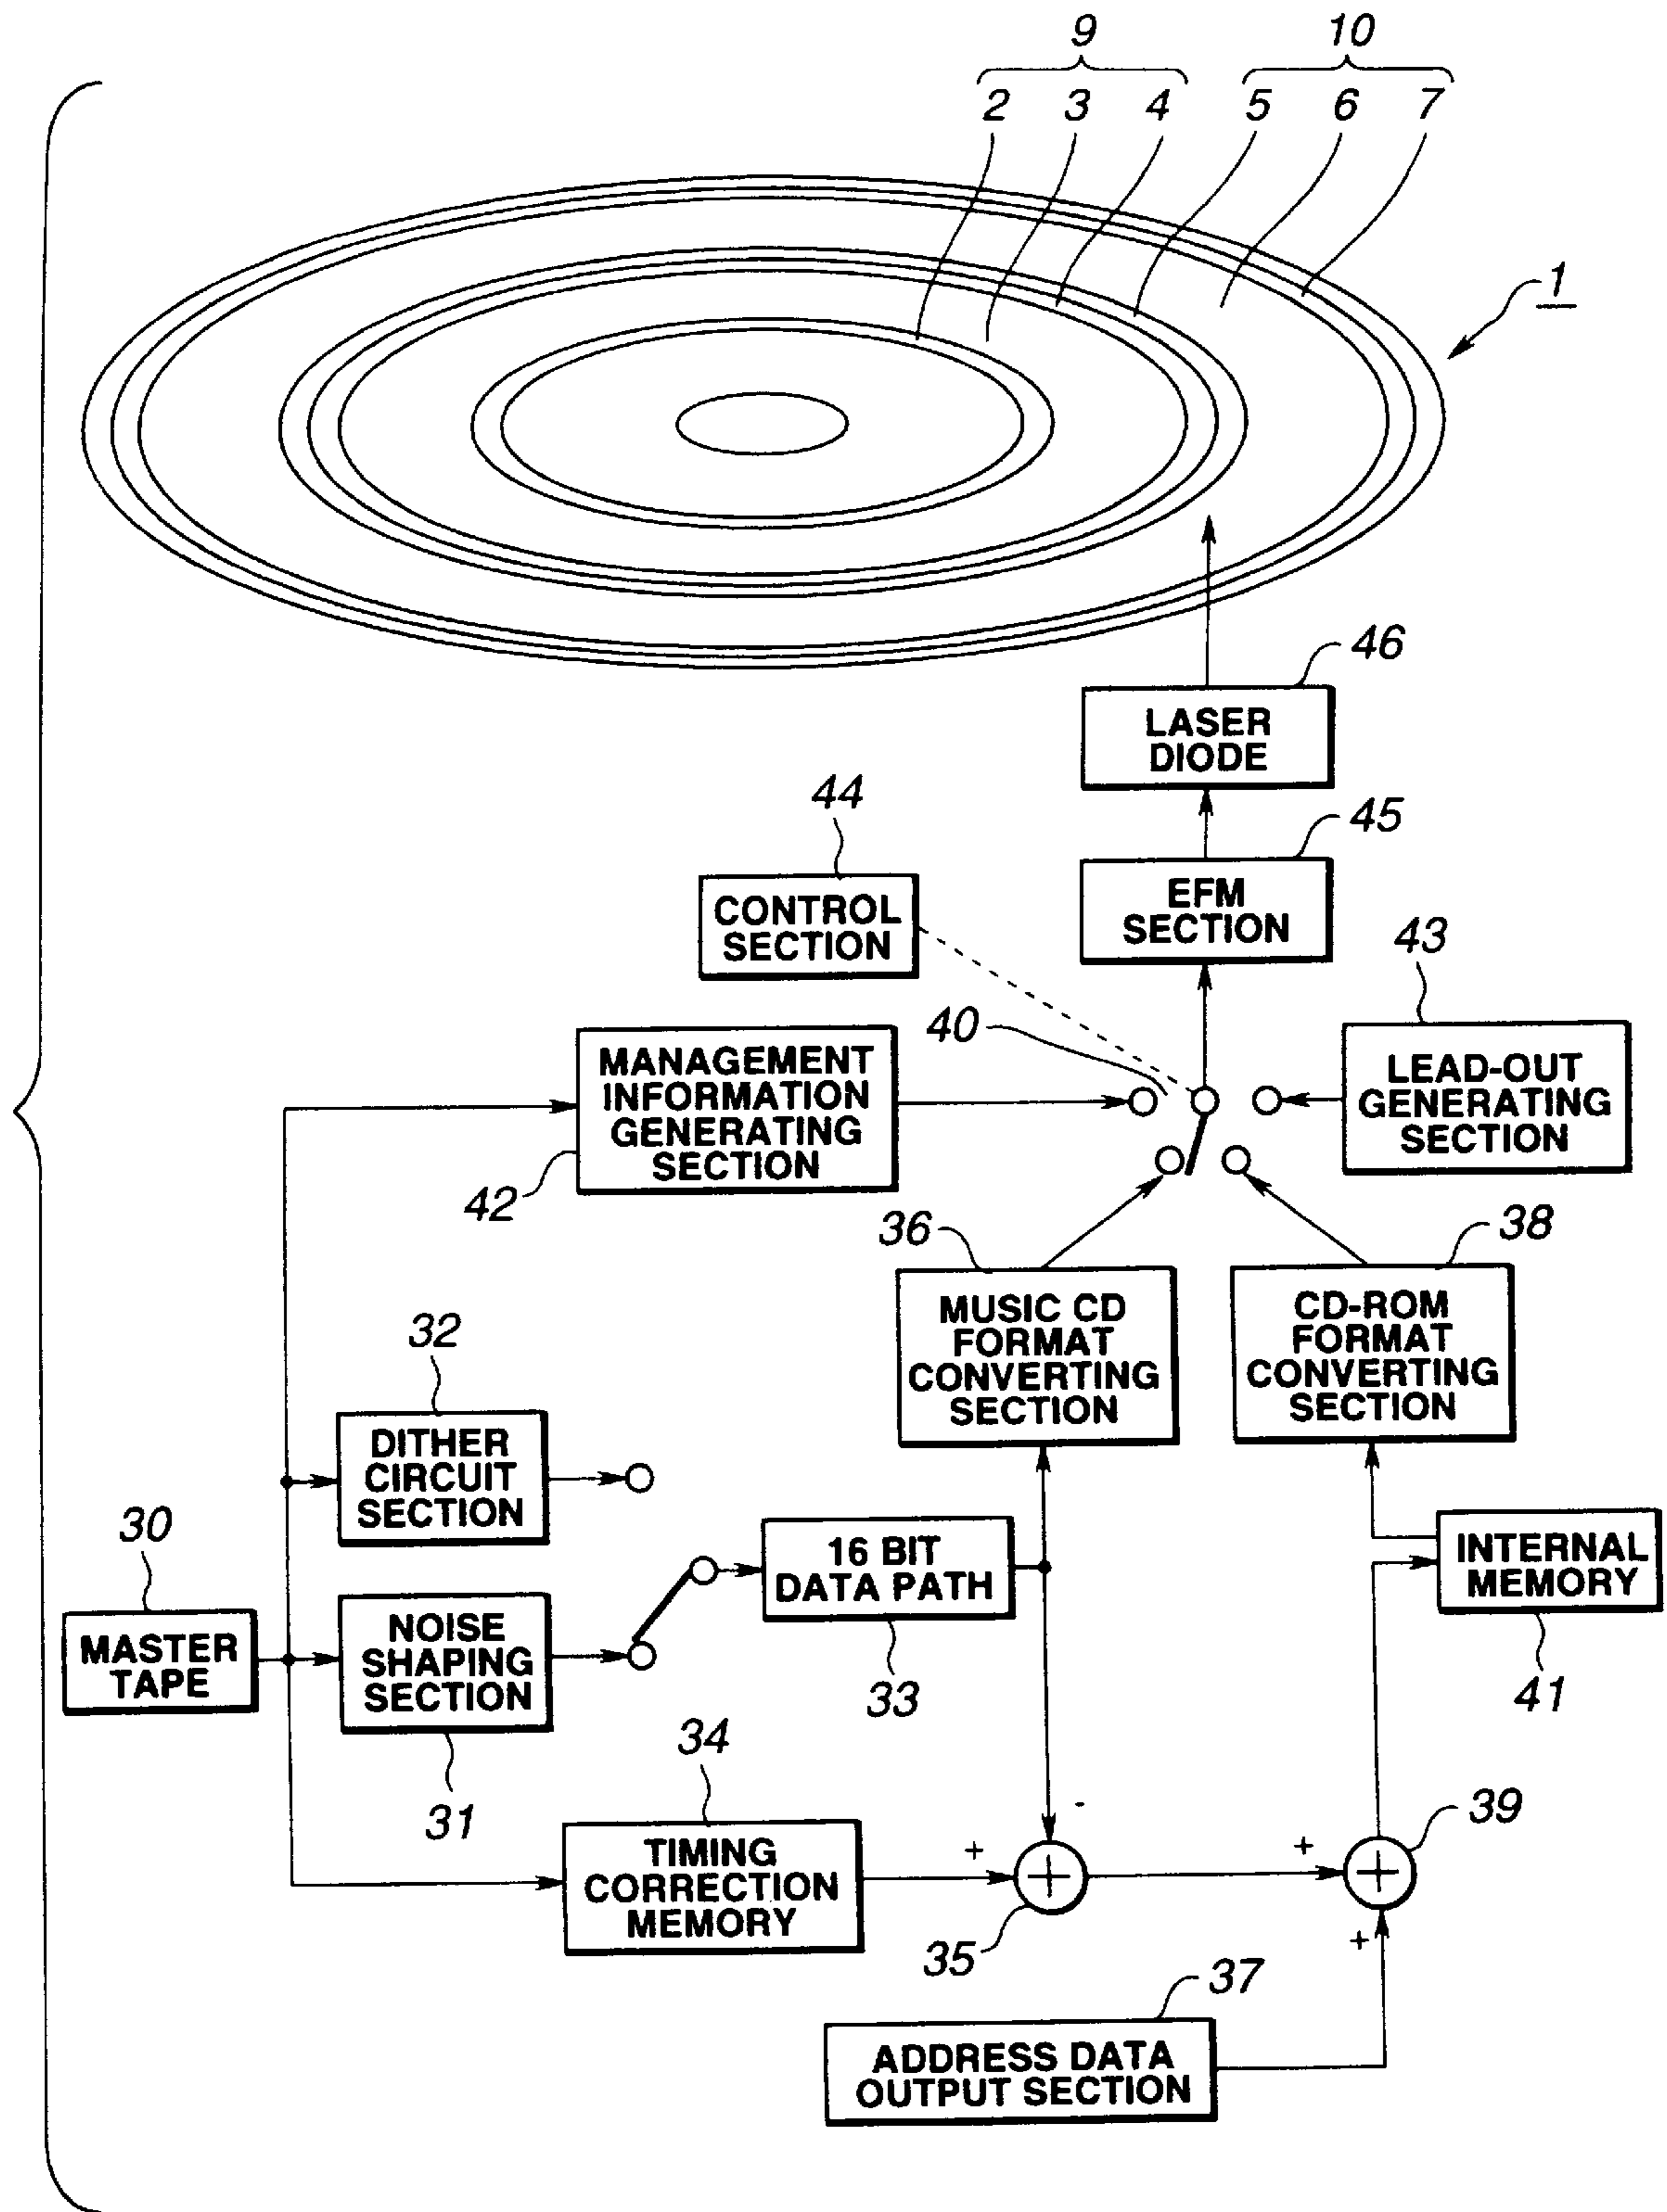 9 10
2 3 4 5 6 7
1
46
LASER
DIODE
44
45
CONTROL
SECTION
EFM
SECTION
43
40
MANAGEMENT
INFORMATION
GENERATING
SECTION
42
LEAD-OUT
GENERATING
SECTION
36
38
MUSIC CD
FORMAT
CONVERTING
SECTION
CD-ROM
FORMAT
CONVERTING
SECTION
32
DITHER
CIRCUIT
SECTION
30
MASTER
TAPE
NOISE
SHAPING
SECTION
31
16 BIT
DATA PATH
33
INTERNAL
MEMORY
41
34
TIMING
CORRECTION
MEMORY
+
-
+
35
+
+
39
+
37
ADDRESS DATA
OUTPUT SECTION